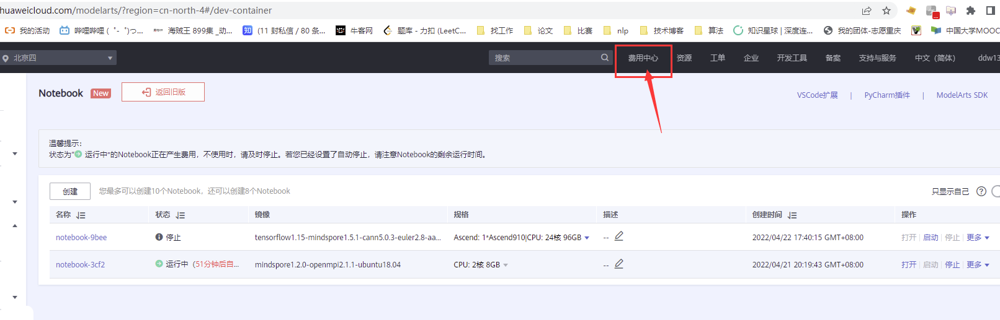 huaweicloud.com/modelarts/?region=cn-north-4#/dev-container
我的活动 哔哩哔哩 (゜-゜)つ... 海贼王 899集_动... 知 (11 封私信 / 80 条... 牛客网 题库 - 力扣 (LeetC... 找工作 论文 比赛 nlp 技术博客 算法 知识星球 | 深度连... 我的团体-志愿重庆 中国大学MOOC
北京四 搜索 费用中心 资源 工单 企业 开发工具 备案 支持与服务 中文（简体） ddw13
Notebook New 返回旧版 VSCode扩展 | PyCharm插件 | ModelArts SDK
温馨提示：
状态为“ 运行中”的Notebook正在产生费用，不使用时，请及时停止。若您已经设置了自动停止，请注意Notebook的剩余运行时间。
创建 您最多可以创建10个Notebook，还可以创建8个Notebook 只显示自己
名称 状态 镜像 规格 描述 创建时间 操作
notebook-9bee 停止 tensorflow1.15-mindspore1.5.1-cann5.0.3-euler2.8-aa... Ascend: 1*Ascend910|CPU: 24核 96GB -- 2022/04/22 17:40:15 GMT+08:00 打开 | 启动 | 停止 | 更多
notebook-3cf2 运行中（51分钟后自... mindspore1.2.0-openmpi2.1.1-ubuntu18.04 CPU: 2核 8GB -- 2022/04/21 20:19:43 GMT+08:00 打开 | 启动 | 停止 | 更多